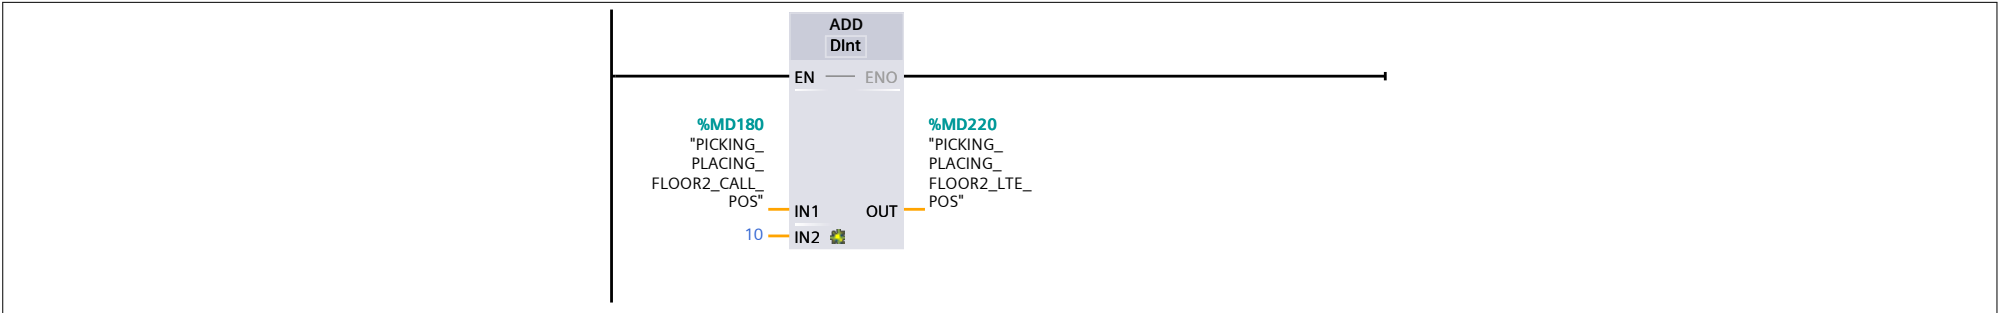 ADD
DInt
EN
ENO
%MD180
"PICKING_
PLACING_
FLOOR2_CALL_
POS"
IN1
10
IN2
%MD220
"PICKING_
PLACING_
FLOOR2_LTE_
POS"
OUT